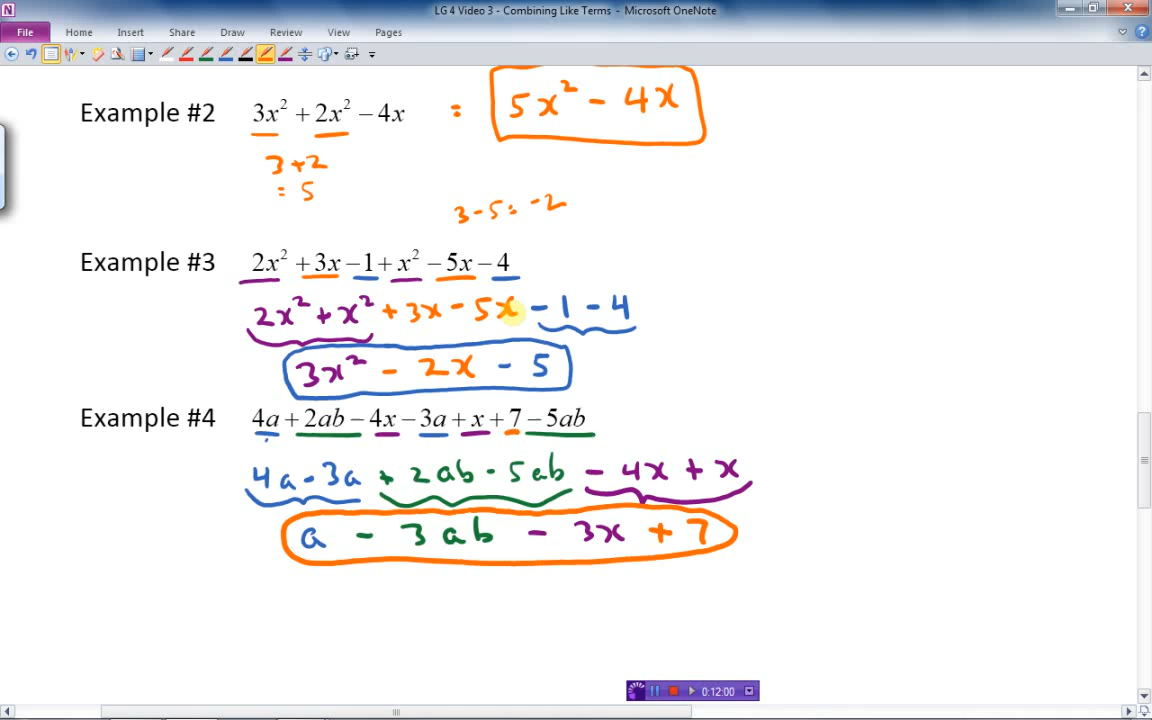 LG 4 Video 3 - Combining Like Terms - Microsoft OneNote
File Home Insert Share Draw Review View Pages
Example #2 3x² + 2x² − 4x = 5x² − 4x
3 + 2
= 5
3 - 5 = -2
Example #3 2x² + 3x − 1 + x² − 5x − 4
2x² + x² + 3x − 5x − 1 − 4
3x² − 2x − 5
Example #4 4a + 2ab − 4x − 3a + x + 7 − 5ab
4a - 3a + 2ab - 5ab - 4x + x
a - 3ab - 3x + 7
0:12:00